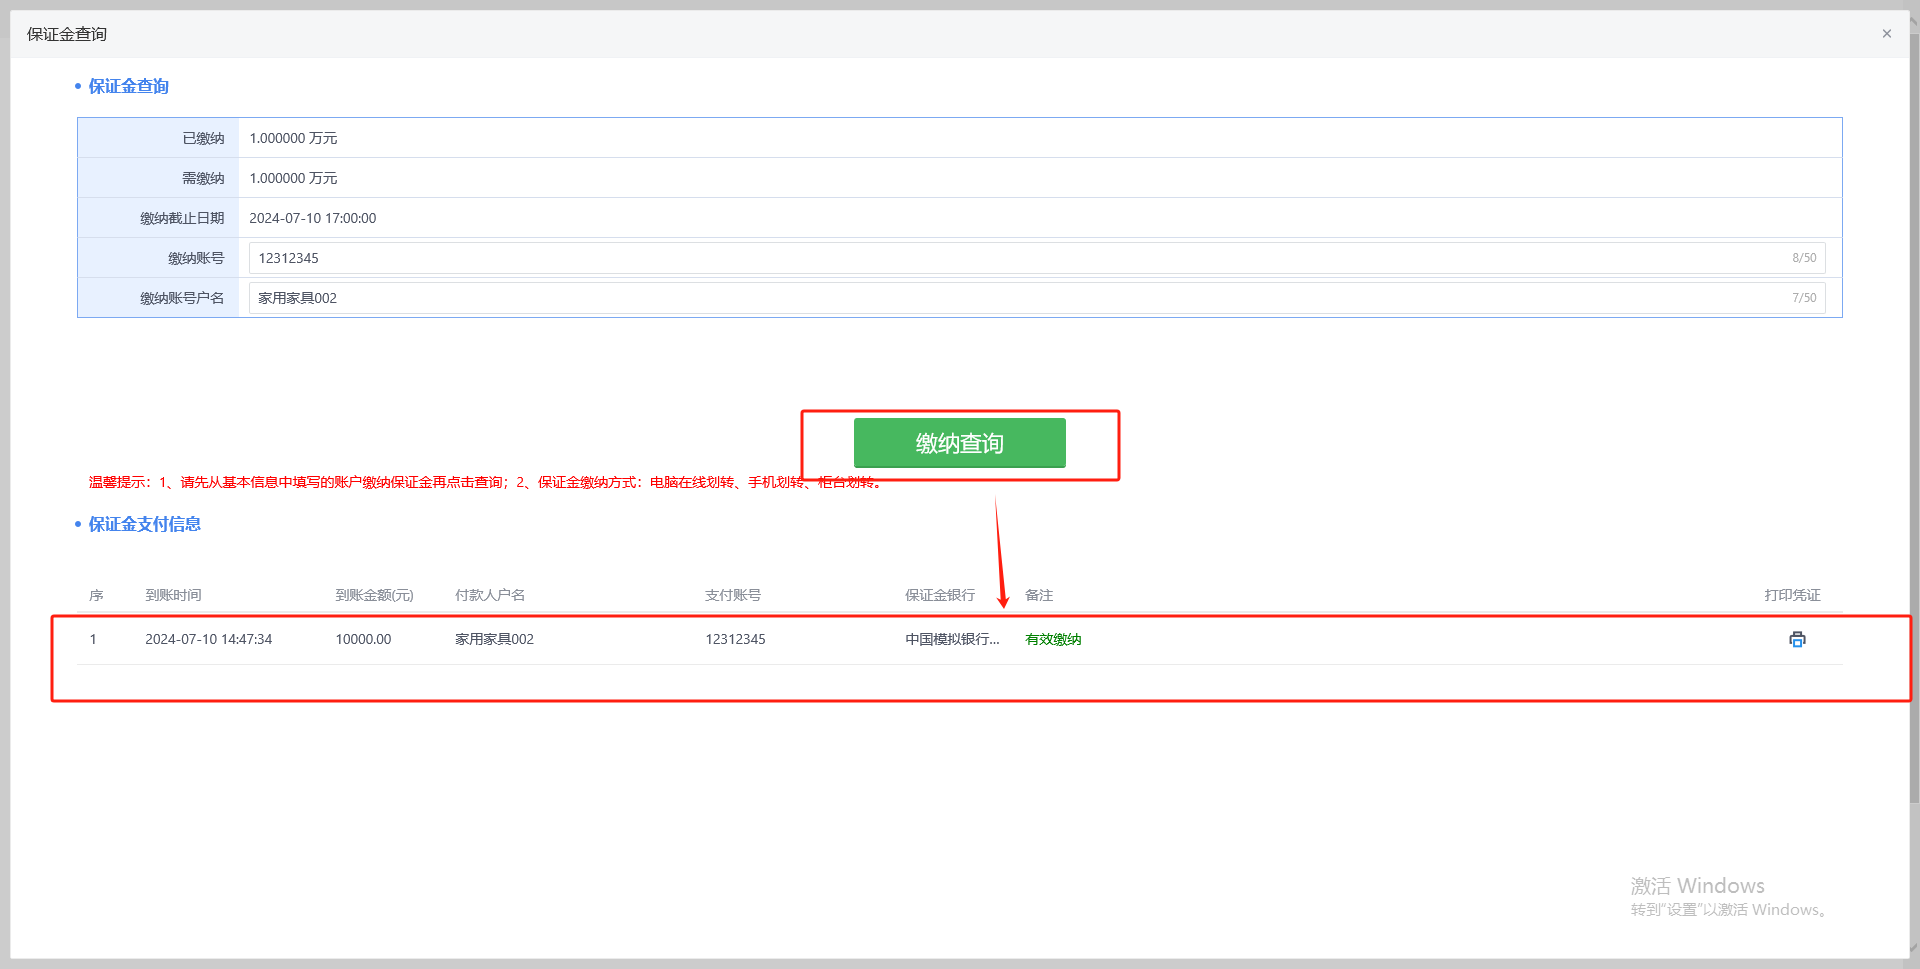 保证金查询
保证金查询
已缴纳 1.000000 万元
需缴纳 1.000000 万元
缴纳截止日期 2024-07-10 17:00:00
缴纳账号 12312345 8/50
缴纳账号户名 家用家具002 7/50
缴纳查询
温馨提示：1、请先从基本信息中填写的账户缴纳保证金再点击查询；2、保证金缴纳方式：电脑在线划转、手机划转、柜台划转。
保证金支付信息
序 到账时间 到账金额(元) 付款人户名 支付账号 保证金银行 备注 打印凭证
1 2024-07-10 14:47:34 10000.00 家用家具002 12312345 中国模拟银行... 有效缴纳
激活 Windows
转到"设置"以激活 Windows。